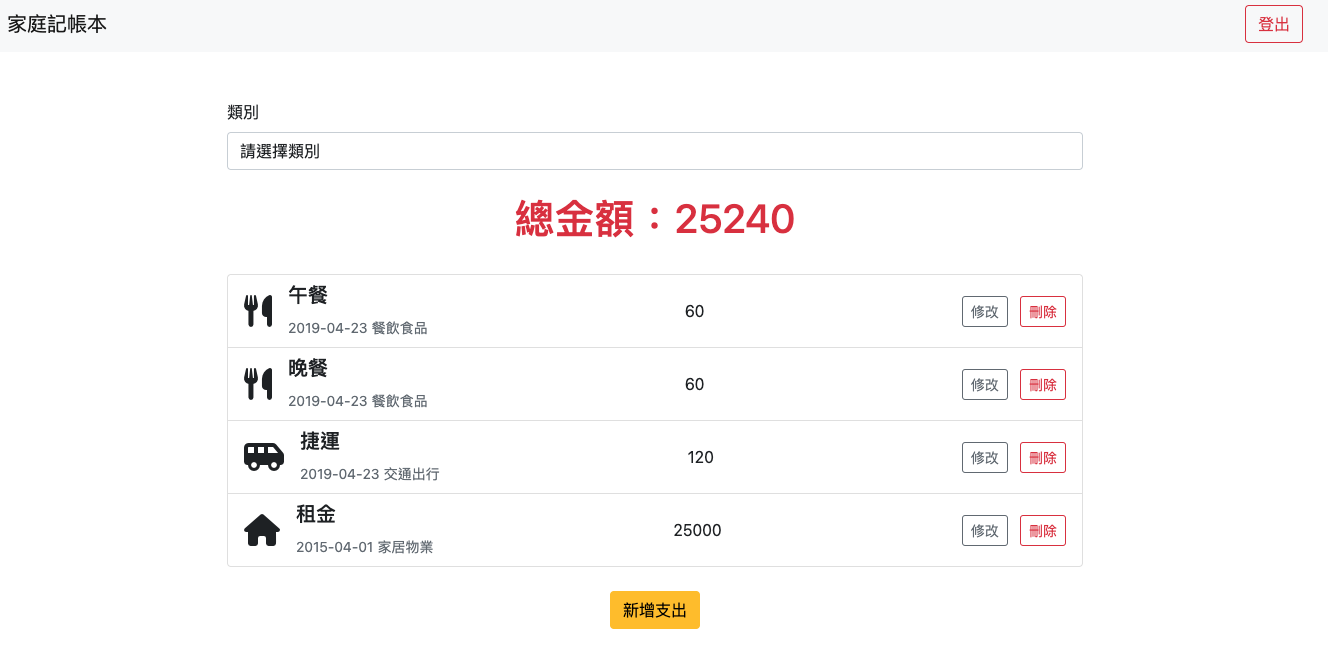 家庭記帳本
登出
類別
請選擇類別
總金額：25240
午餐
2019-04-23 餐飲食品
60
修改
刪除
晚餐
2019-04-23 餐飲食品
60
修改
刪除
捷運
2019-04-23 交通出行
120
修改
刪除
租金
2015-04-01 家居物業
25000
修改
刪除
新增支出